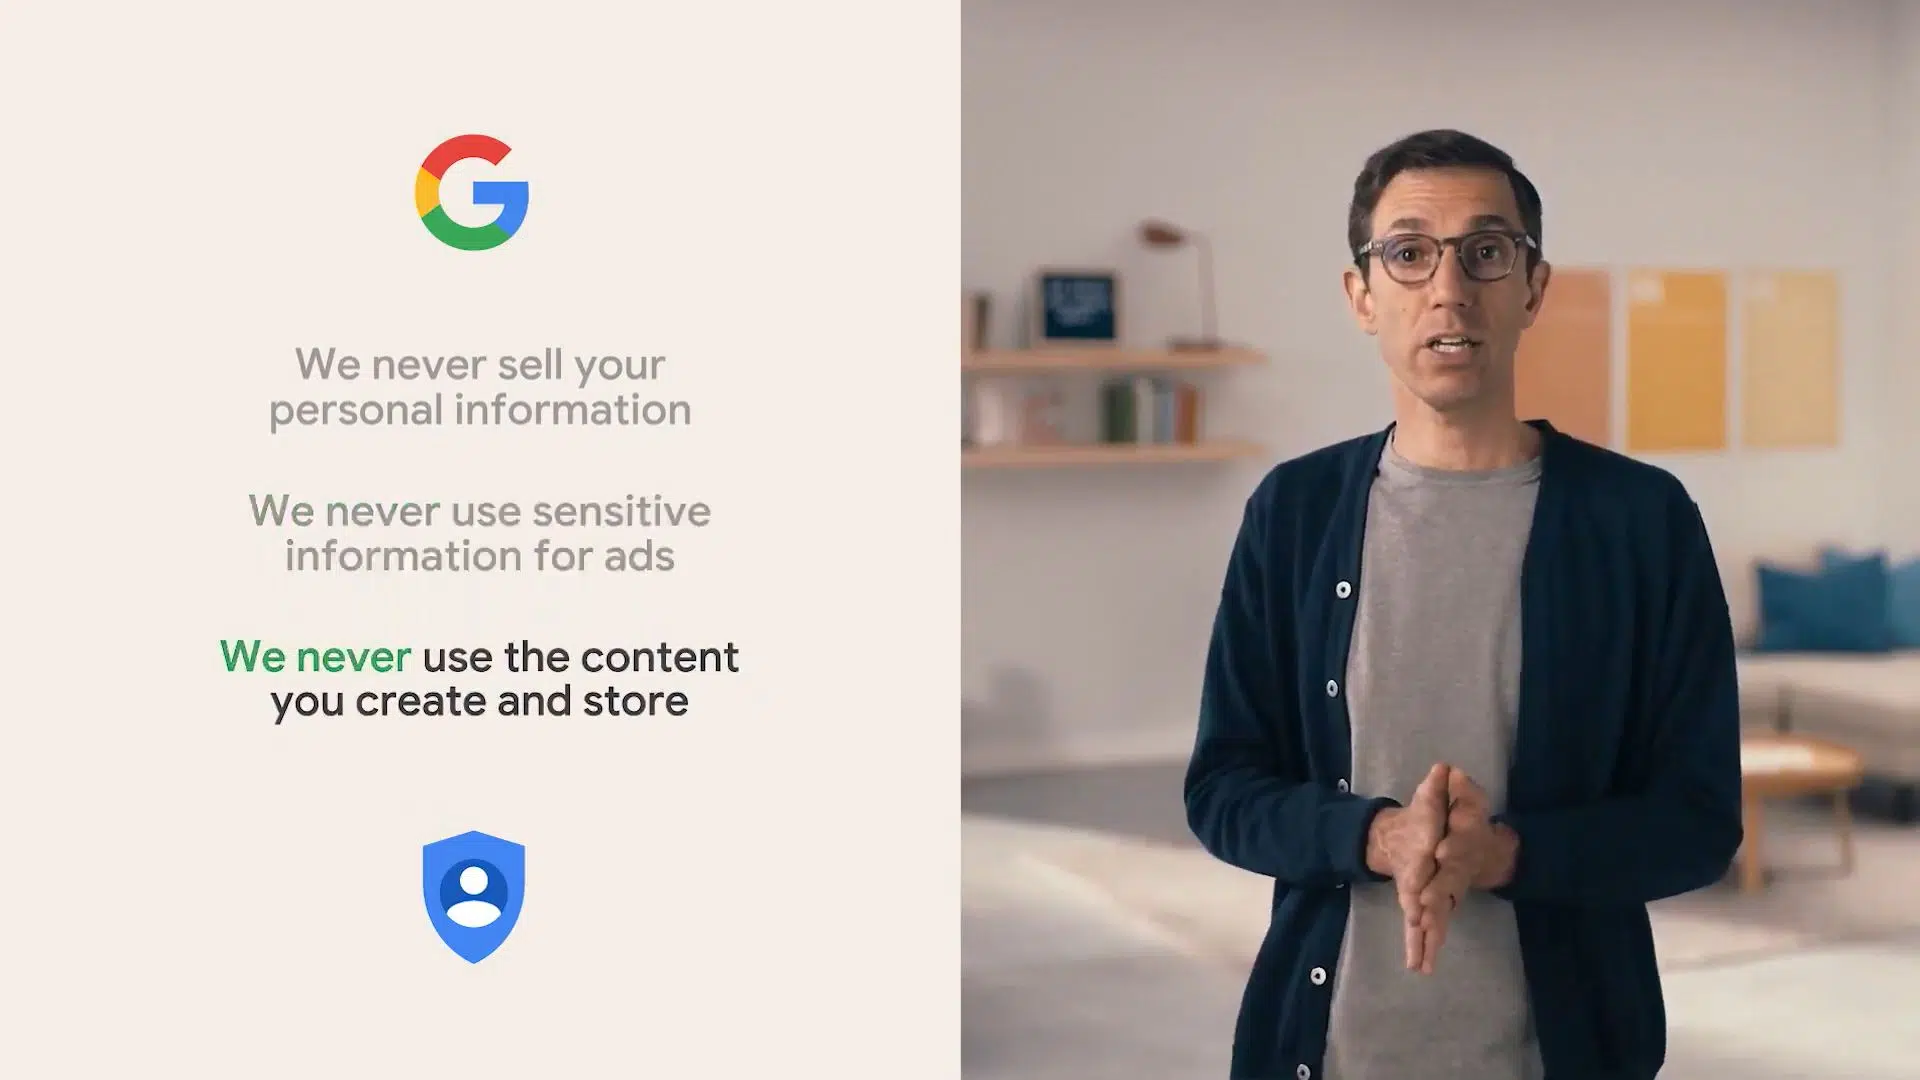 We never sell your
personal information
We never use sensitive
information for ads
We never use the content
you create and store